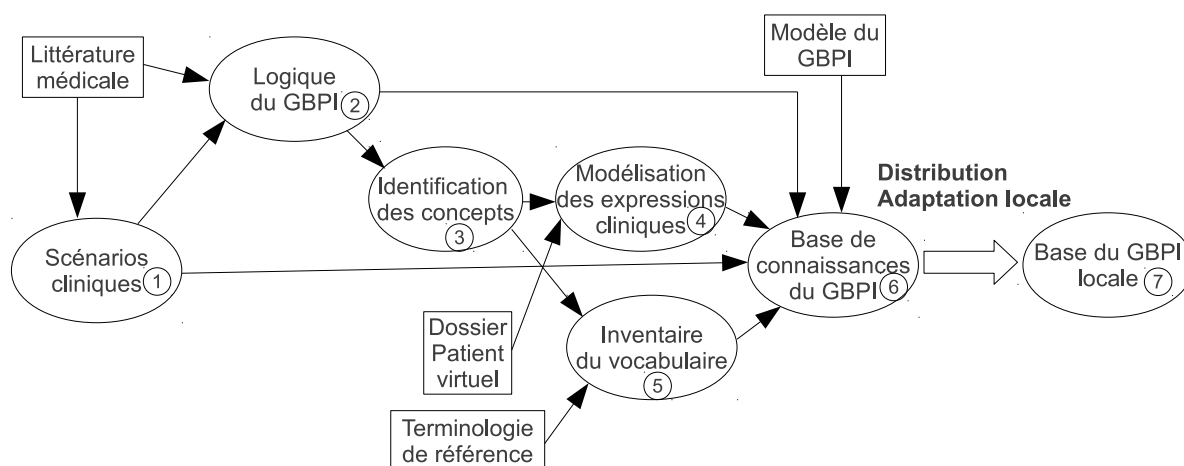 Littérature
médicale
Logique
du GBPI 2
Modèle du
GBPI
Identification
des concepts
3
Modélisation
des expressions
cliniques 4
Distribution
Adaptation locale
Scénarios
cliniques 1
Base de
connaissances
du GBPI 6
Base du GBPI
locale 7
Dossier
Patient
virtuel
Inventaire
du vocabulaire
5
Terminologie
de référence